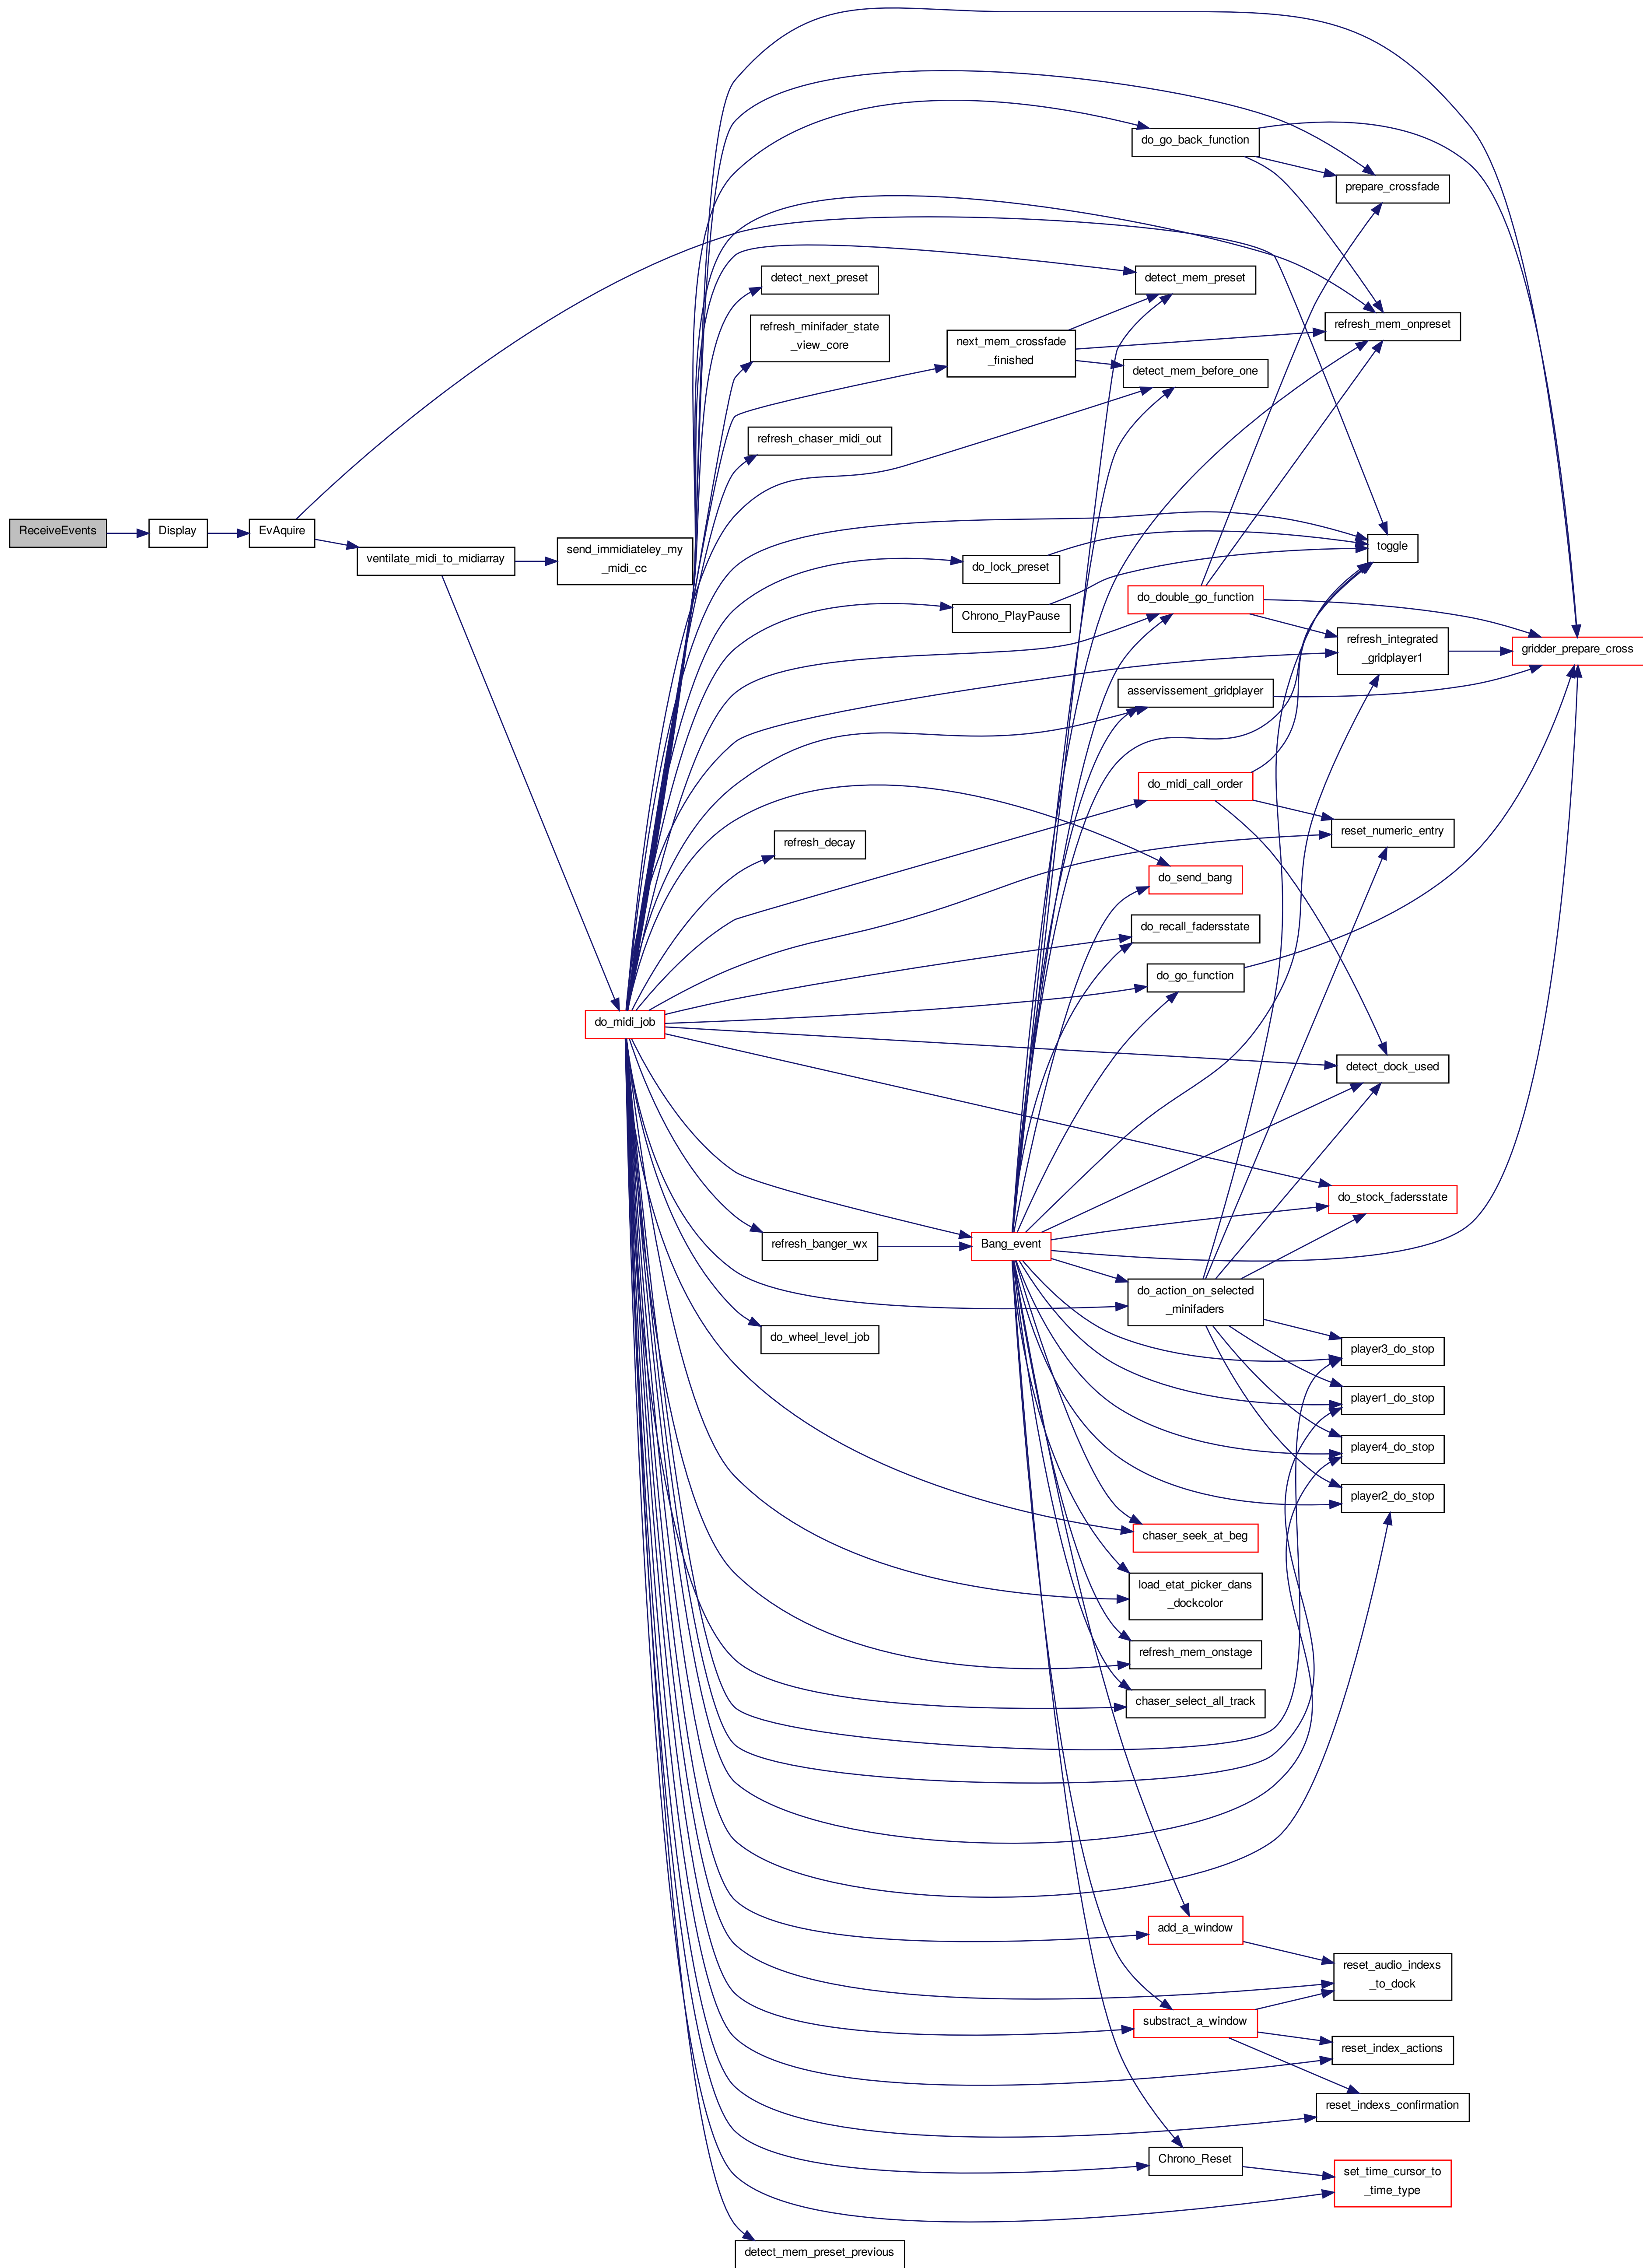 do_go_back_function
prepare_crossfade
detect_next_preset
detect_mem_preset
refresh_minifader_state
_view_core
refresh_mem_onpreset
next_mem_crossfade
_finished
detect_mem_before_one
refresh_chaser_midi_out
ReceiveEvents
Display
EvAquire
ventilate_midi_to_midiarray
send_immidiateley_my
_midi_cc
toggle
do_lock_preset
do_double_go_function
Chrono_PlayPause
refresh_integrated
_gridplayer1
gridder_prepare_cross
asservissement_gridplayer
do_midi_call_order
reset_numeric_entry
refresh_decay
do_send_bang
do_recall_fadersstate
do_go_function
do_midi_job
detect_dock_used
do_stock_fadersstate
refresh_banger_wx
Bang_event
do_action_on_selected
_minifaders
do_wheel_level_job
player3_do_stop
player1_do_stop
player4_do_stop
player2_do_stop
chaser_seek_at_beg
load_etat_picker_dans
_dockcolor
refresh_mem_onstage
chaser_select_all_track
add_a_window
reset_audio_indexs
_to_dock
substract_a_window
reset_index_actions
reset_indexs_confirmation
Chrono_Reset
set_time_cursor_to
_time_type
detect_mem_preset_previous